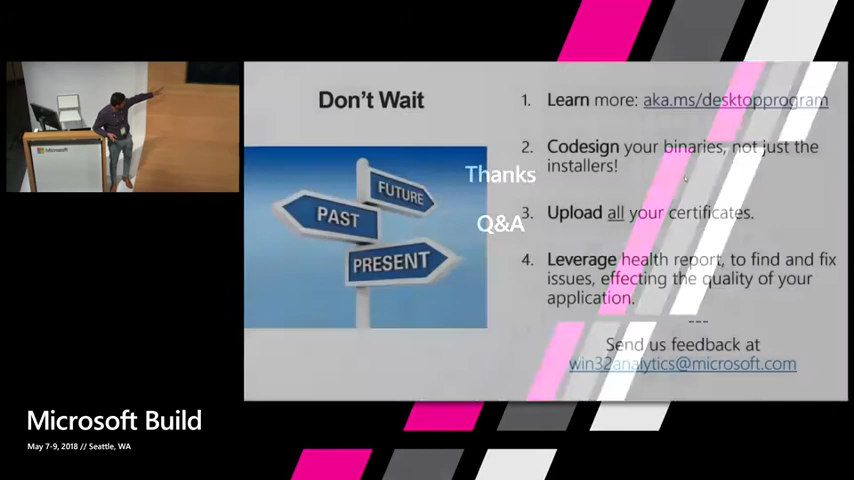 Don't Wait
FUTURE
PAST
PRESENT
Thanks
Q&A
1. Learn more: aka.ms/desktopprogram
2. Codesign your binaries, not just the
installers!
3. Upload all your certificates.
4. Leverage health report, to find and fix
issues, effecting the quality of your
application.
---
Send us feedback at
win32analytics@microsoft.com
Microsoft
Microsoft Build
May 7-9, 2018 // Seattle, WA